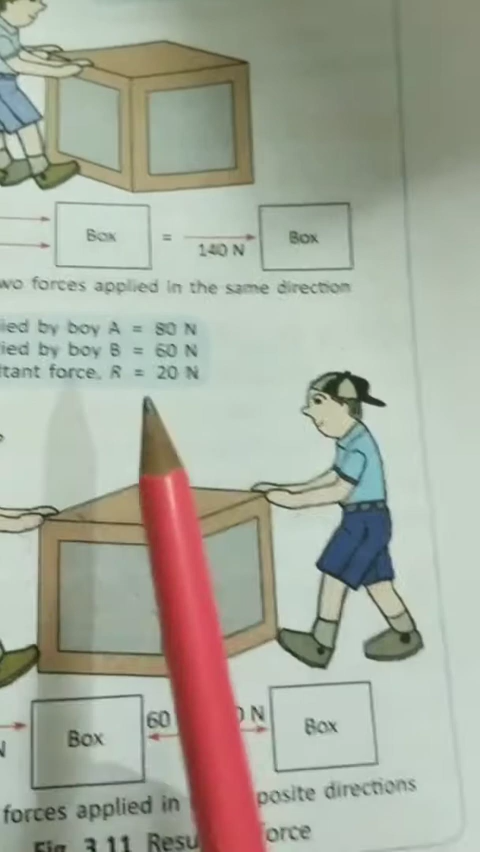 Box = 140 N Box
wo forces applied in the same direction
ied by boy A = 80 N
ied by boy B = 60 N
tant force, R = 20 N
N Box 60 N Box
forces applied in posite directions
Fig 3.11 Resu orce